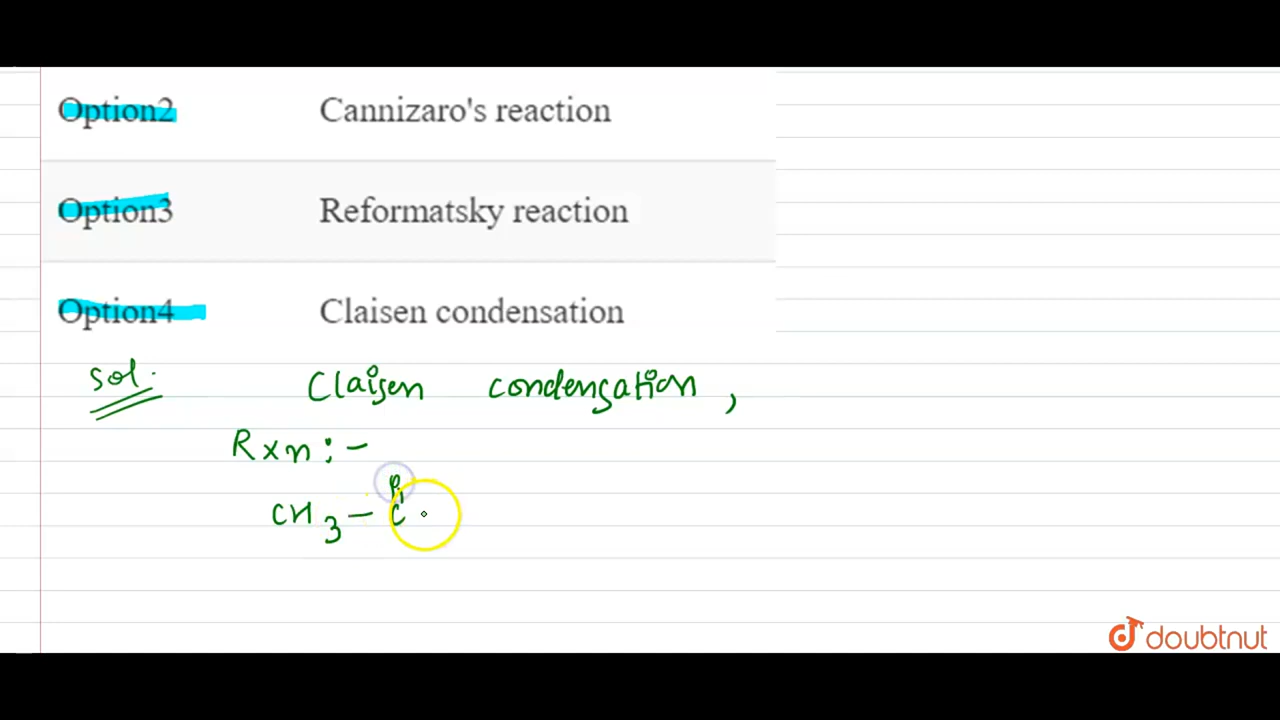 Option2 Cannizaro's reaction
Option3 Reformatsky reaction
Option4 Claisen condensation
Sol. Claisen condensation,
Rxn :-
CH3 - C
doubtnut